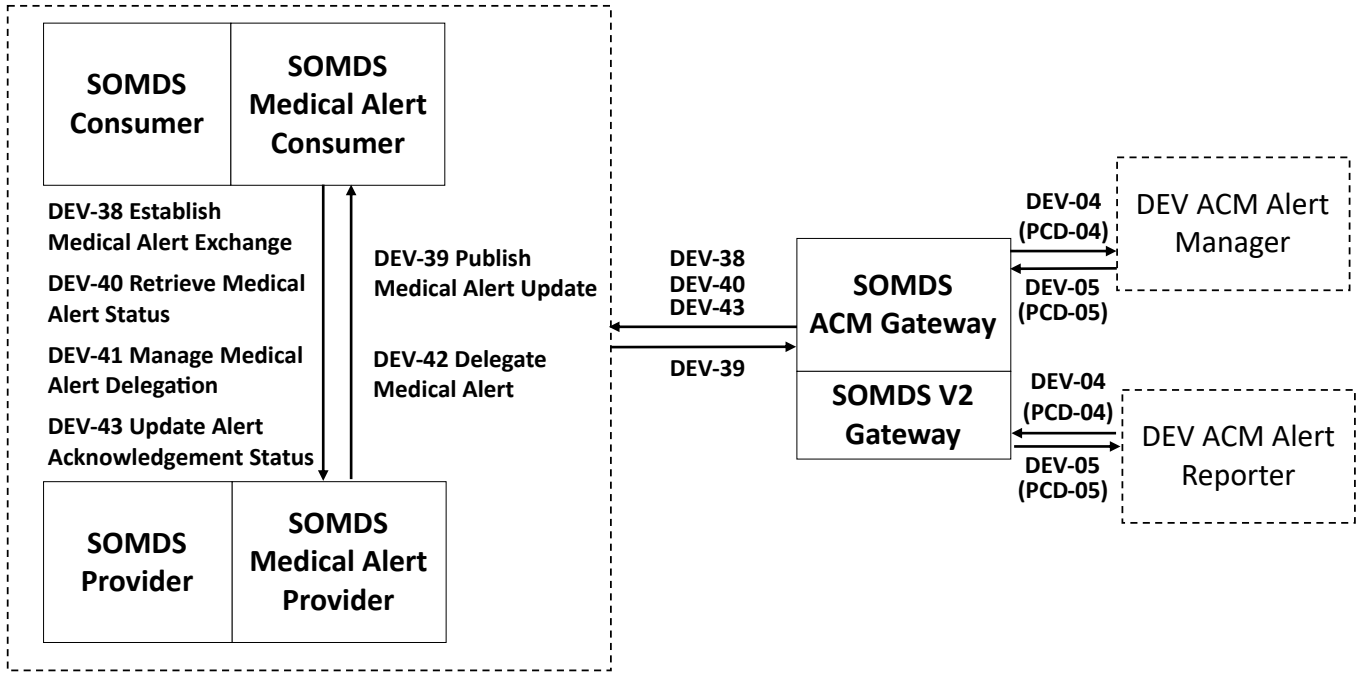 SOMDS
Consumer
SOMDS
Medical Alert
Consumer
DEV-38 Establish
Medical Alert Exchange
DEV-40 Retrieve Medical
Alert Status
DEV-41 Manage Medical
Alert Delegation
DEV-43 Update Alert
Acknowledgement Status
DEV-39 Publish
Medical Alert Update
DEV-42 Delegate
Medical Alert
SOMDS
Provider
SOMDS
Medical Alert
Provider
DEV-38
DEV-40
DEV-43
DEV-39
SOMDS
ACM Gateway
SOMDS V2
Gateway
DEV-04
(PCD-04)
DEV-05
(PCD-05)
DEV ACM Alert
Manager
DEV-04
(PCD-04)
DEV-05
(PCD-05)
DEV ACM Alert
Reporter